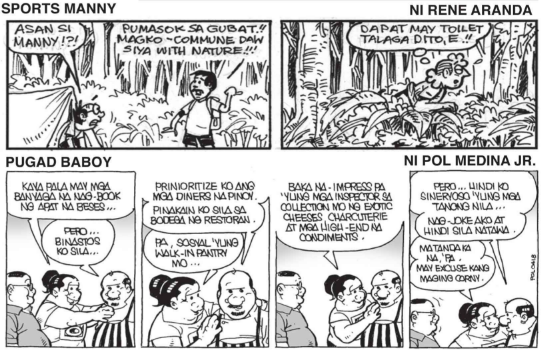 SPORTS MANNY
NI RENE ARANDA
ASAN SI
MANNY!?!
PUMASOK SA GUBAT!!
MAGKO-COMMUNE DAW
SIYA WITH NATURE!!!
DAPAT MAY TOILET
TALAGA DITO, E..!!
PUGAD BABOY
NI POL MEDINA JR.
KAYA PALA MAY MGA
BANYAGA NA NAG-BOOK
NG APAT NA BESES...
PERO...
BINASTOS
KO SILA...
PRINIORITIZE KO ANG
MGA DINERS NA PINOY.
PINAKAIN KO SILA SA
BODEGA NG RESTORAN.
PA, SOSYAL 'YUNG
WALK-IN PANTRY
MO...
BAKA NA-IMPRESS PA
'YUNG MGA INSPECTOR SA
COLLECTION MO NG EXOTIC
CHEESES, CHARCUTERIE
AT MGA HIGH-END NA
CONDIMENTS.
PERO... HINDI KO
SINERYOSO 'YUNG MGA
TANONG NILA...
NAG-JOKE AKO AT
HINDI SILA NATAWA.
MATANDA KA
NA, 'PA.
MAY EXCUSE KANG
MAGING CORNY.